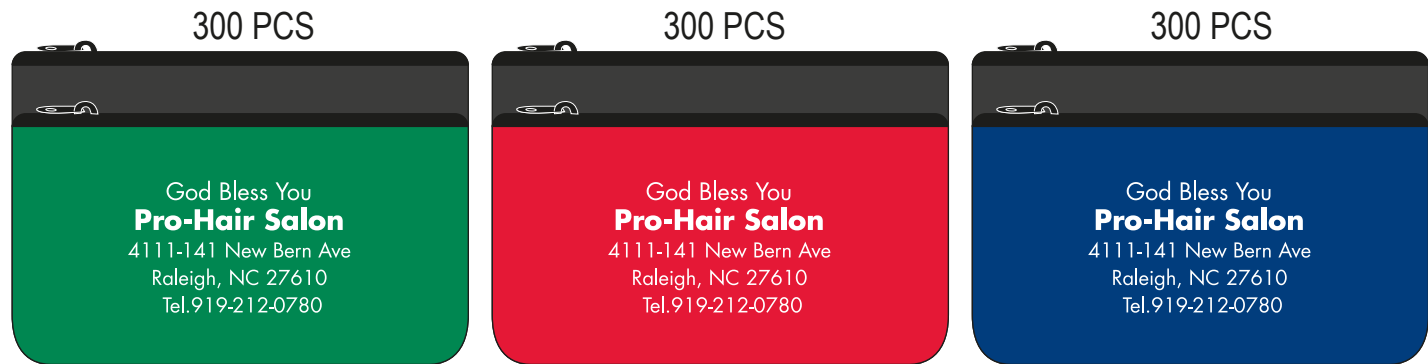 300 PCS
God Bless You
Pro-Hair Salon
4111-141 New Bern Ave
Raleigh, NC 27610
Tel.919-212-0780
300 PCS
God Bless You
Pro-Hair Salon
4111-141 New Bern Ave
Raleigh, NC 27610
Tel.919-212-0780
300 PCS
God Bless You
Pro-Hair Salon
4111-141 New Bern Ave
Raleigh, NC 27610
Tel.919-212-0780